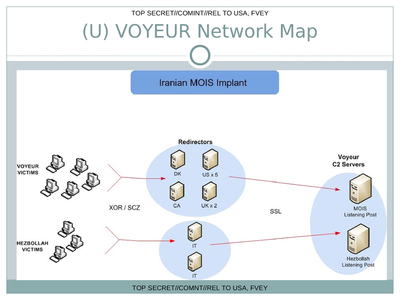 TOP SECRET//COMINT//REL TO USA, FVEY
(U) VOYEUR Network Map
Iranian MOIS Implant
Redirectors
VOYEUR
VICTIMS
DK
US x 5
CA
UK x 2
XOR / SCZ
Voyeur
C2 Servers
MOIS
Listening Post
SSL
HEZBOLLAH
VICTIMS
IT
IT
Hezbollah
Listening Post
TOP SECRET//COMNT//REL TO USA, FVEY